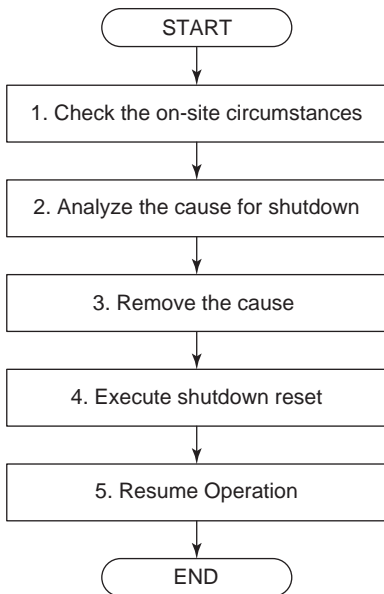 START
1. Check the on-site circumstances
2. Analyze the cause for shutdown
3. Remove the cause
4. Execute shutdown reset
5. Resume Operation
END